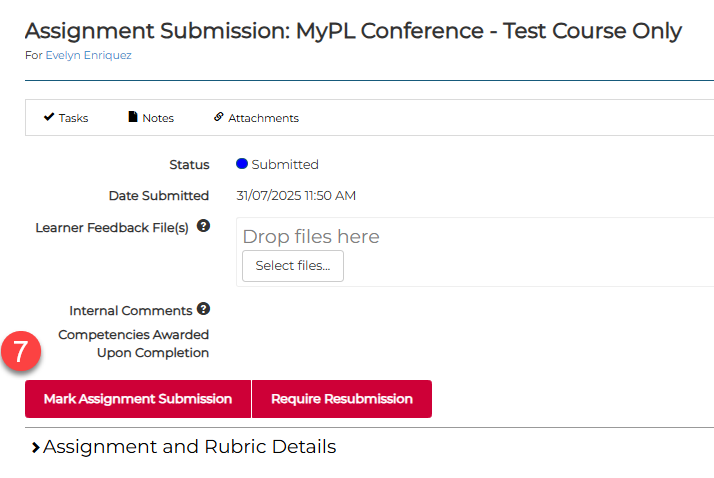 Assignment Submission: MyPL Conference - Test Course Only
For Evelyn Enriquez
Tasks Notes Attachments
Status Submitted
Date Submitted 31/07/2025 11:50 AM
Learner Feedback File(s) ?
Drop files here
Select files...
Internal Comments ?
Competencies Awarded
Upon Completion
7
Mark Assignment Submission Require Resubmission
Assignment and Rubric Details